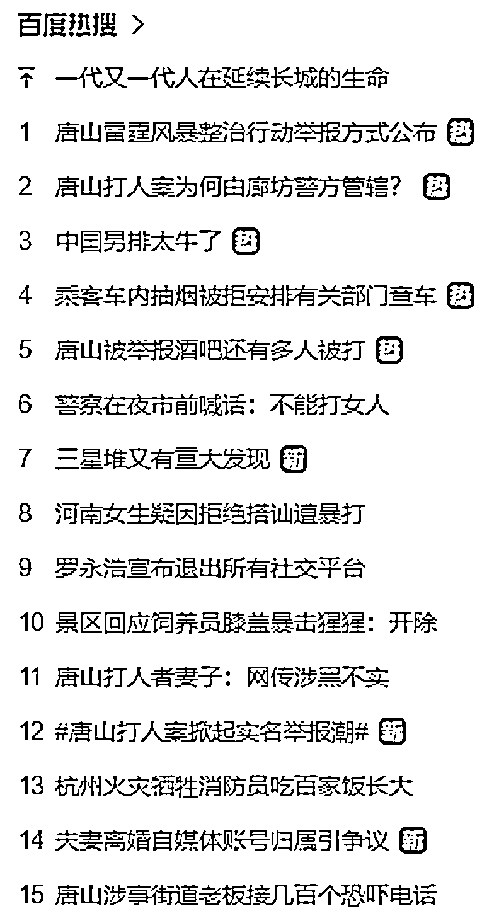 百度热搜 >
一代又一代人在延续长城的生命
1 唐山雷霆风暴整治行动举报方式公布 热
2 唐山打人案为何由廊坊警方管辖？ 热
3 中国男排太牛了 热
4 乘客车内抽烟被拒安排有关部门查车 热
5 唐山被举报酒吧还有多人被打 热
6 警察在夜市前喊话：不能打女人
7 三星堆又有重大发现 新
8 河南女生疑因拒绝搭讪遭暴打
9 罗永浩宣布退出所有社交平台
10 景区回应饲养员膝盖暴击猩猩：开除
11 唐山打人者妻子：网传涉黑不实
12 #唐山打人案掀起实名举报潮# 新
13 杭州火灾牺牲消防员吃百家饭长大
14 夫妻离婚自媒体账号归属引争议 新
15 唐山涉事街道老板接几百个恐吓电话